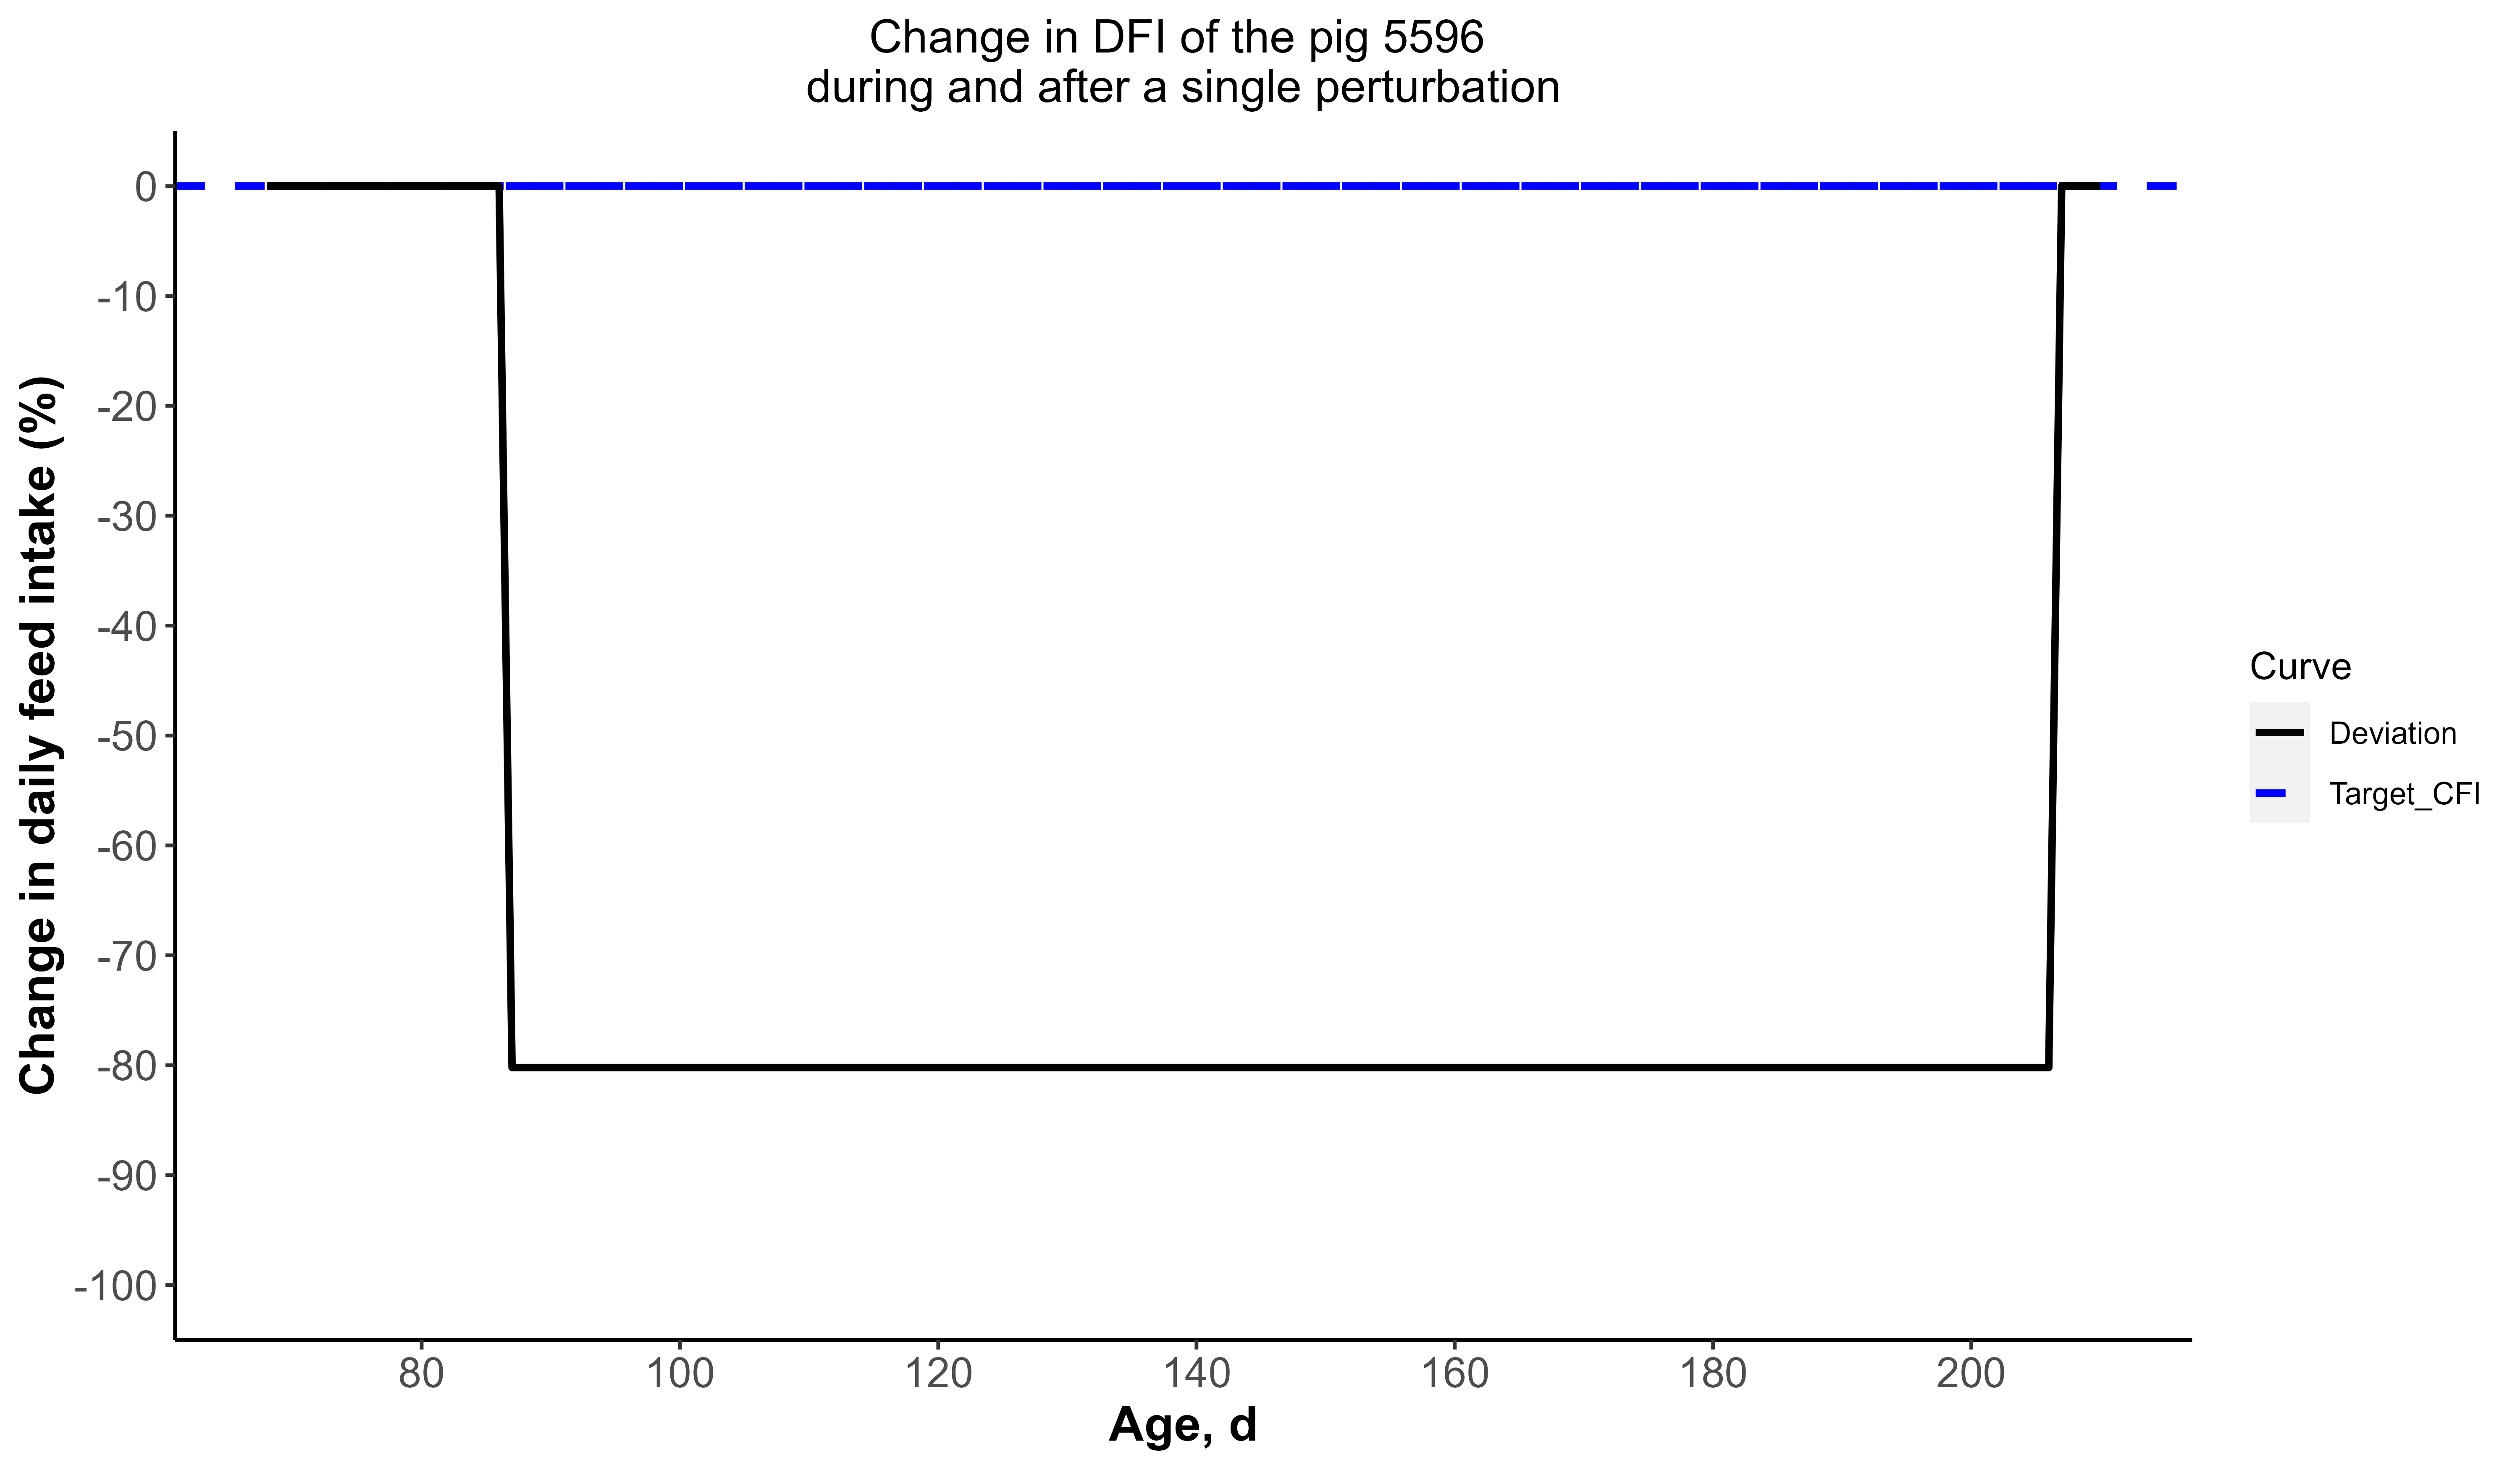 Change in DFI of the pig 5596
during and after a single perturbation
Change in daily feed intake (%)
0
-10
-20
-30
-40
-50
-60
-70
-80
-90
-100
80 100 120 140 160 180 200
Age, d
Curve
Deviation
Target_CFI